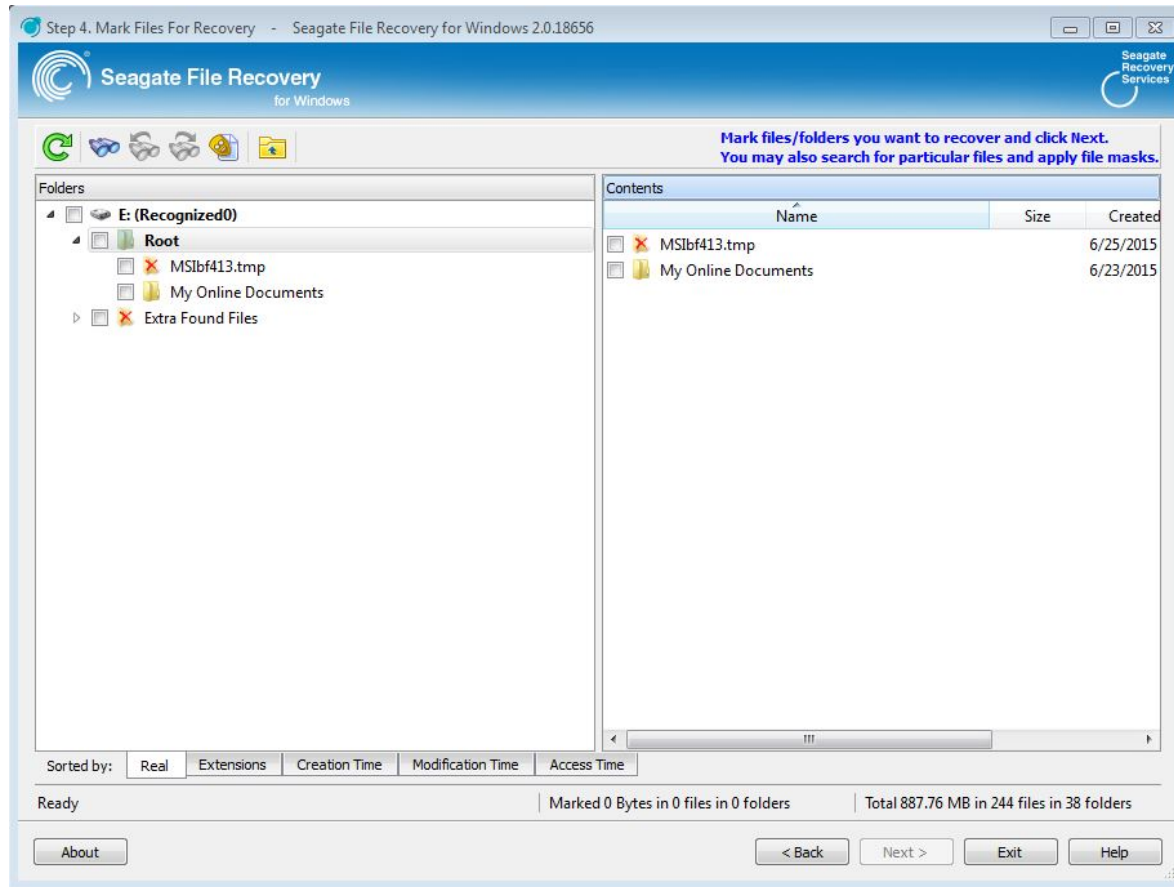 Step 4. Mark Files For Recovery - Seagate File Recovery for Windows 2.0.18656
Seagate File Recovery
for Windows
Seagate
Recovery
Services
Mark files/folders you want to recover and click Next.
You may also search for particular files and apply file masks.
Folders
E: (Recognized0)
Root
MSIbf413.tmp
My Online Documents
Extra Found Files
Contents
Name Size Created
MSIbf413.tmp 6/25/2015
My Online Documents 6/23/2015
Sorted by: Real Extensions Creation Time Modification Time Access Time
Ready Marked 0 Bytes in 0 files in 0 folders Total 887.76 MB in 244 files in 38 folders
About < Back Next > Exit Help